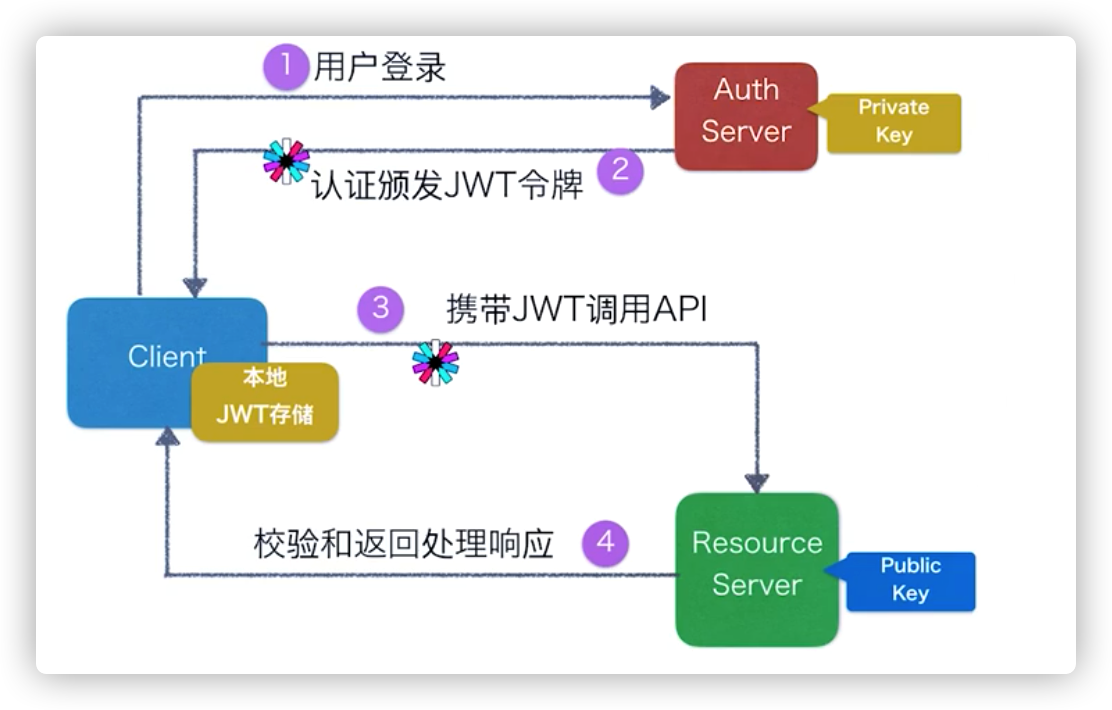 1
用户登录
Auth
Server
Private
Key
2
认证颁发JWT令牌
3
携带JWT调用API
Client
本地
JWT存储
校验和返回处理响应
4
Resource
Server
Public
Key